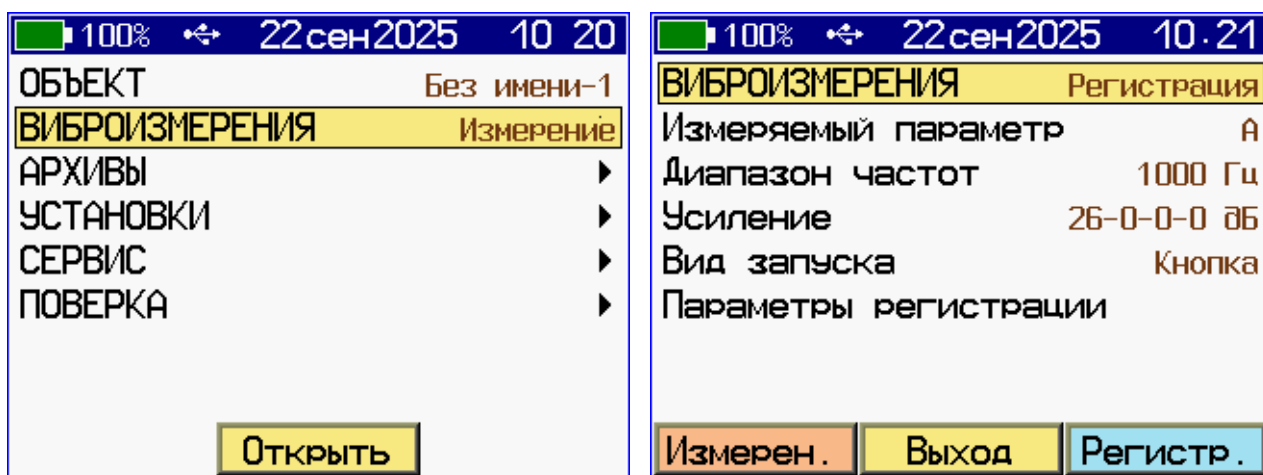 100% 22сен2025 10 20
ОБЪЕКТ Без имени-1
ВИБРОИЗМЕРЕНИЯ Измерение
АРХИВЫ
УСТАНОВКИ
СЕРВИС
ПОВЕРКА
Открыть
100% 22сен2025 10.21
ВИБРОИЗМЕРЕНИЯ Регистрация
Измеряемый параметр А
Диапазон частот 1000 Гц
Усиление 26-0-0-0 дБ
Вид запуска Кнопка
Параметры регистрации
Измерен. Выход Регистр.